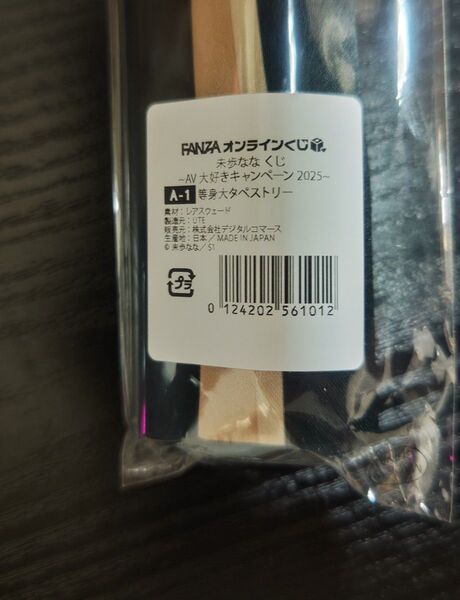 FANZA オンラインくじ
未歩なな くじ
~AV 大好きキャンペーン 2025~
A-1 等身大タペストリー
素材：レアスウェード
製造元：UTE
販売元：株式会社デジタルコマース
生産地：日本 / MADE IN JAPAN
© 未歩なな／S1
プラ
0 124202 561012